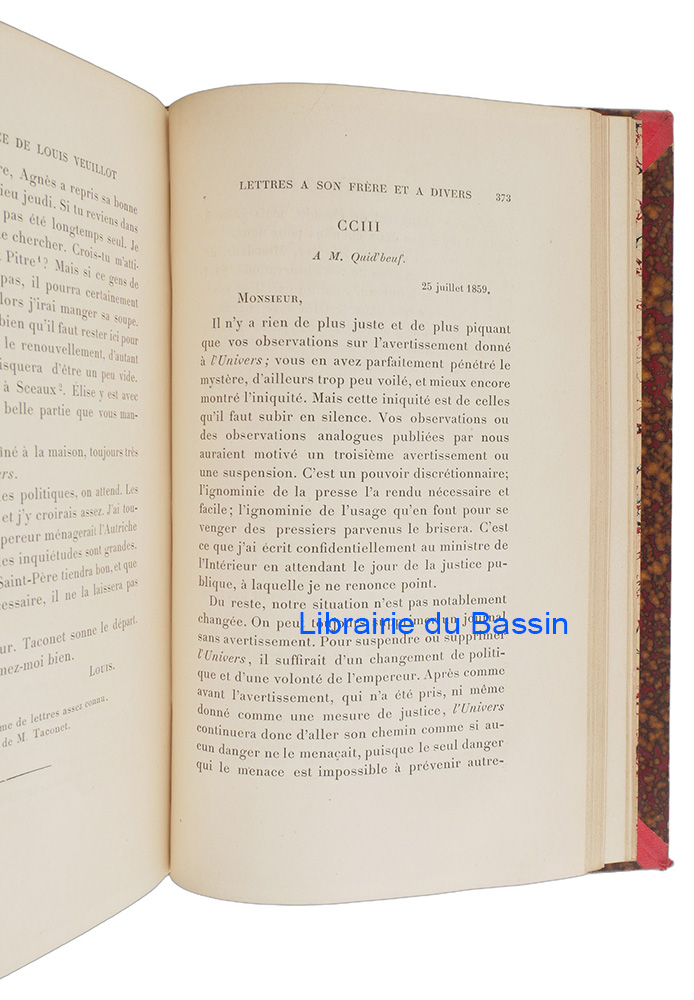 CE DE LOUIS VEUILLOT
re, Agnès a repris sa bonne
ieu jeudi. Si tu reviens dans
pas été longtemps seul. Je
e chercher. Crois-tu m'atti-
Pitre¹? Mais si ce gens de
pas, il pourra certainement
lors j'irai manger sa soupe.
bien qu'il faut rester ici pour
le renouvellement, d'autant
isquera d'être un peu vide.
à Sceaux². Élise y est avec
belle partie que vous man-
né à la maison, toujours très
ers.
es politiques, on attend. Les
et j'y croirais assez. J'ai tou-
pereur ménagerait l'Autriche
les inquiétudes sont grandes.
Saint-Père tiendra bon, et que
cessaire, il ne la laissera pas
ur. Taconet sonne le départ.
nez-moi bien.
LOUIS.
me de lettres assez connu.
de M. Taconet.
LETTRES A SON FRÈRE ET A DIVERS 373
CCIII
A M. Quid'beuf.
25 juillet 1859.
MONSIEUR,
Il n'y a rien de plus juste et de plus piquant
que vos observations sur l'avertissement donné
à l'Univers; vous en avez parfaitement pénétré le
mystère, d'ailleurs trop peu voilé, et mieux encore
montré l'iniquité. Mais cette iniquité est de celles
qu'il faut subir en silence. Vos observations ou
des observations analogues publiées par nous
auraient motivé un troisième avertissement ou
une suspension. C'est un pouvoir discrétionnaire;
l'ignominie de la presse l'a rendu nécessaire et
facile; l'ignominie de l'usage qu'en font pour se
venger des pressiers parvenus le brisera. C'est
ce que j'ai écrit confidentiellement au ministre de
l'Intérieur en attendant le jour de la justice pu-
blique, à laquelle je ne renonce point.
Du reste, notre situation n'est pas notablement
changée. On peut toujours supprimer un journal
Librairie du Bassin
sans avertissement. Pour suspendre ou supprimer
l'Univers, il suffirait d'un changement de politi-
que et d'une volonté de l'empereur. Après comme
avant l'avertissement, qui n'a été pris, ni même
donné comme une mesure de justice, l'Univers
continuera donc d'aller son chemin comme si au-
cun danger ne le menaçait, puisque le seul danger
qui le menace est impossible à prévenir autre-